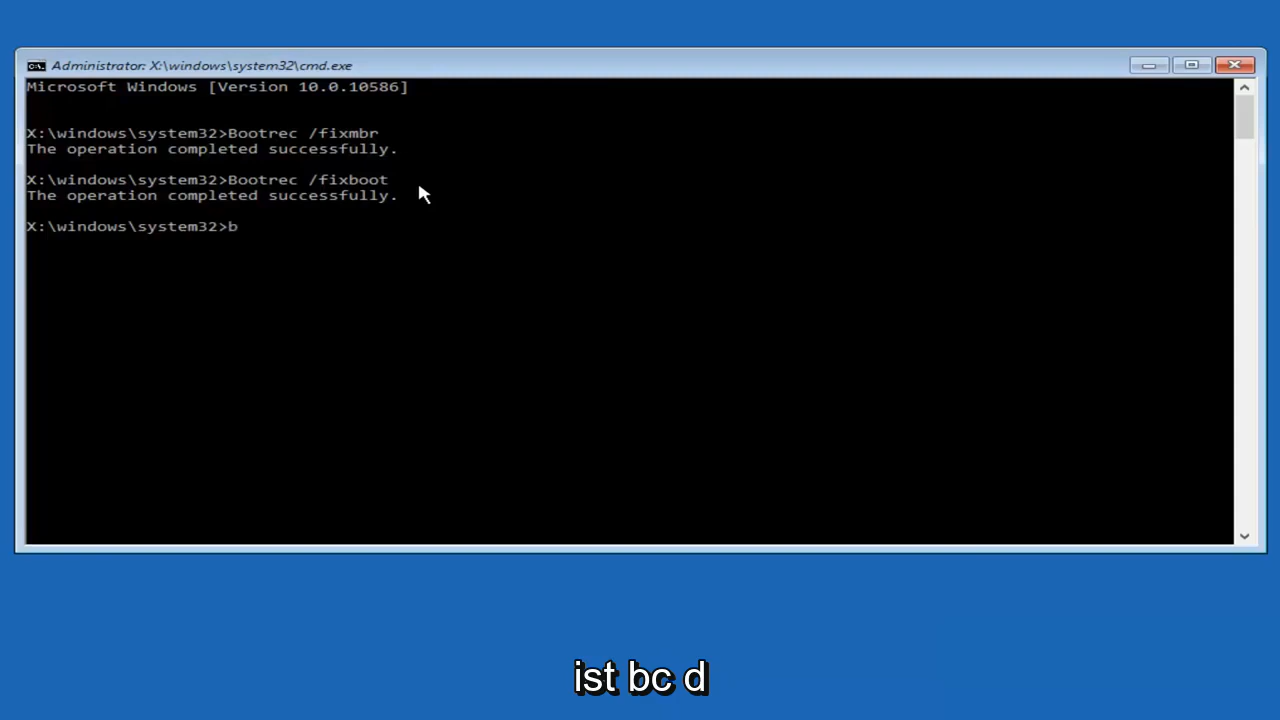 Administrator: X:\windows\system32\cmd.exe
Microsoft Windows [Version 10.0.10586]
X:\windows\system32>Bootrec /fixmbr
The operation completed successfully.
X:\windows\system32>Bootrec /fixboot
The operation completed successfully.
X:\windows\system32>b
ist bc d